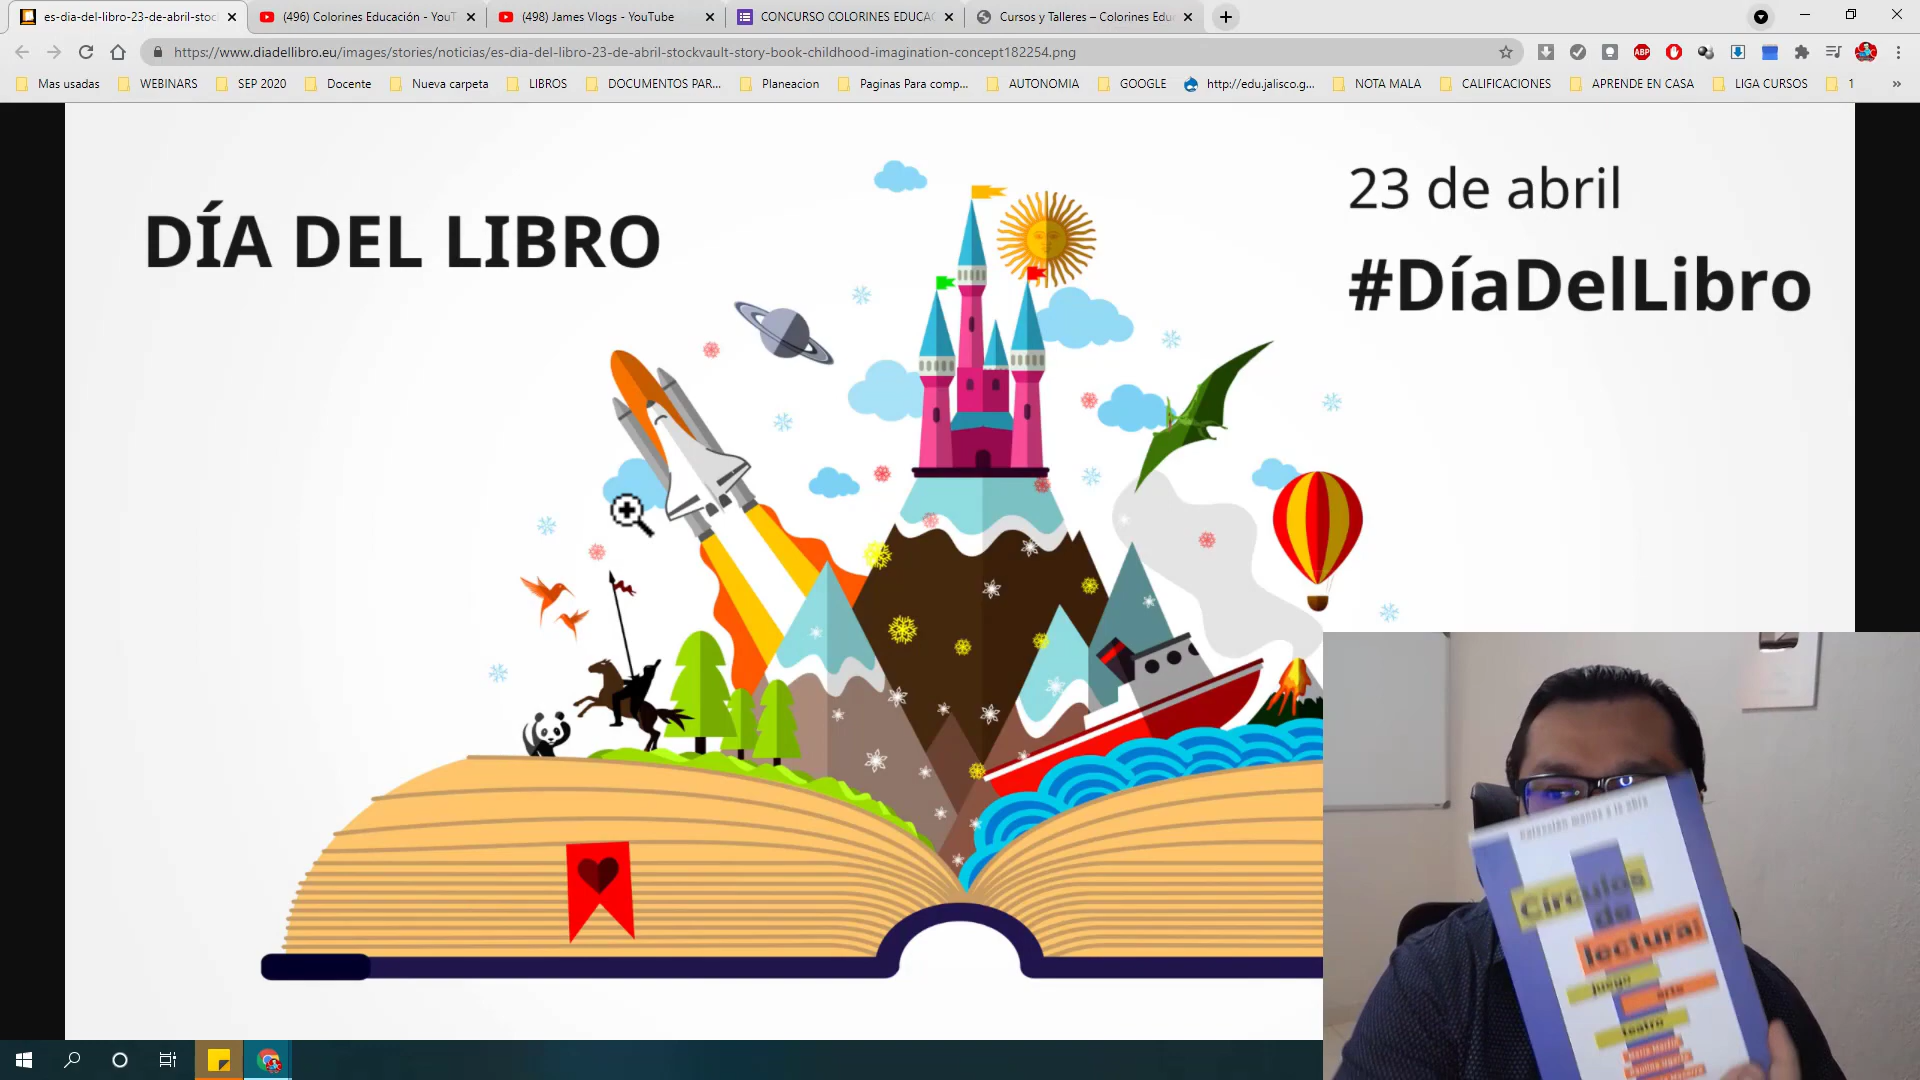 es-dia-del-libro-23-de-abril-stoc
(496) Colorines Educación - YouT
(498) James Vlogs - YouTube
CONCURSO COLORINES EDUCAC
Cursos y Talleres – Colorines Edu
https://www.diadellibro.eu/images/stories/noticias/es-dia-del-libro-23-de-abril-stockvault-story-book-childhood-imagination-concept182254.png
ABP
Mas usadas
WEBINARS
SEP 2020
Docente
Nueva carpeta
LIBROS
DOCUMENTOS PAR...
Planeacion
Paginas Para comp...
AUTONOMIA
GOOGLE
http://edu.jalisco.g...
NOTA MALA
CALIFICACIONES
APRENDE EN CASA
LIGA CURSOS
1
DÍA DEL LIBRO
23 de abril
#DíaDelLibro
Círculos
de
lectura
juego
arte
teatro